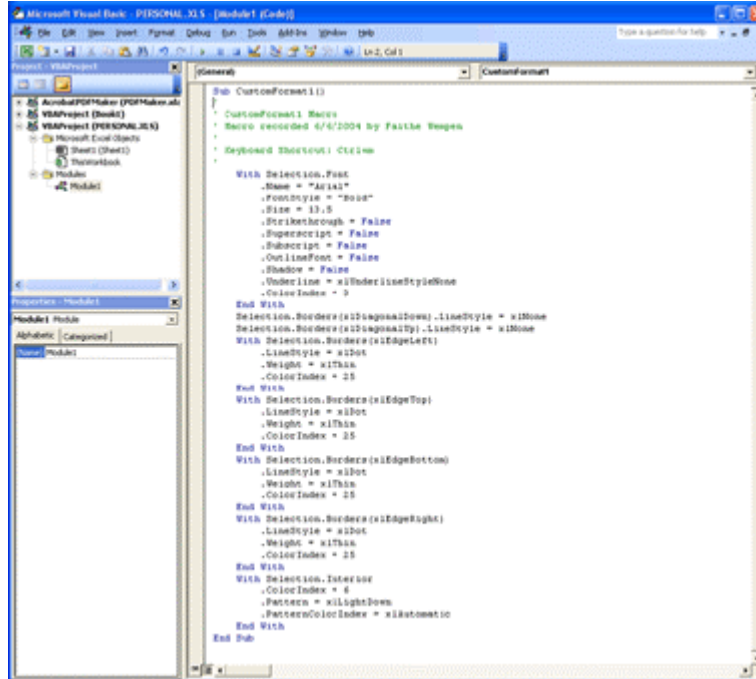 Microsoft Visual Basic - PERSONAL.XLS - [Module1 (Code)]
File Edit View Insert Format Debug Run Tools Add-Ins Window Help
Type a question for help
Ln 2, Col 1
Project - VBAProject
AcrobatPDFMaker (PDFMaker.xla
VBAProject (Book1)
VBAProject (PERSONAL.XLS)
Microsoft Excel Objects
Sheet1 (Sheet1)
ThisWorkbook
Modules
Module1
Properties - Module1
Module1 Module
Alphabetic Categorized
(Name) Module1
(General) CustomFormat1
Sub CustomFormat1()
'
' CustomFormat1 Macro
' Macro recorded 6/6/2004 by Faithe Wempen
'
' Keyboard Shortcut:
'
With Selection.Font
.Name = "Arial"
.FontStyle = "Bold"
.Size = 13.5
.Strikethrough = False
.Superscript = False
.Subscript = False
.OutlineFont = False
.Shadow = False
.Underline = xlUnderlineStyleNone
.ColorIndex =
End With
Selection.Borders(xlDiagonalDown).LineStyle = xlNone
Selection.Borders(xlDiagonalUp).LineStyle = xlNone
With Selection.Borders(xlEdgeLeft)
.LineStyle = xlDot
.Weight = xlThin
.ColorIndex = 25
End With
With Selection.Borders(xlEdgeTop)
.LineStyle = xlDot
.Weight = xlThin
.ColorIndex = 25
End With
With Selection.Borders(xlEdgeBottom)
.LineStyle = xlDot
.Weight = xlThin
.ColorIndex = 25
End With
With Selection.Borders(xlEdgeRight)
.LineStyle = xlDot
.Weight = xlThin
.ColorIndex = 25
End With
With Selection.Interior
.ColorIndex = 6
.Pattern = xlLightDown
.PatternColorIndex = xlAutomatic
End With
End Sub